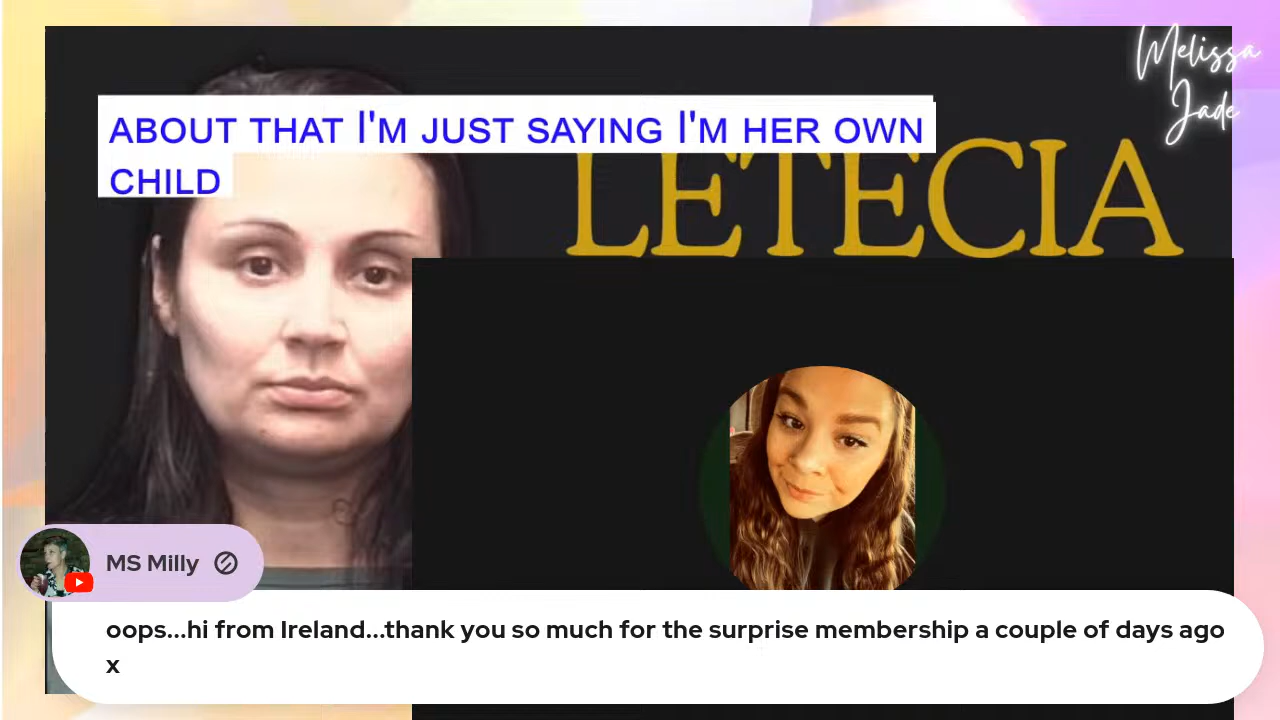 Melissa
Jade
ABOUT THAT I'M JUST SAYING I'M HER OWN
CHILD
LETECIA
MS Milly
oops...hi from Ireland...thank you so much for the surprise membership a couple of days ago
x